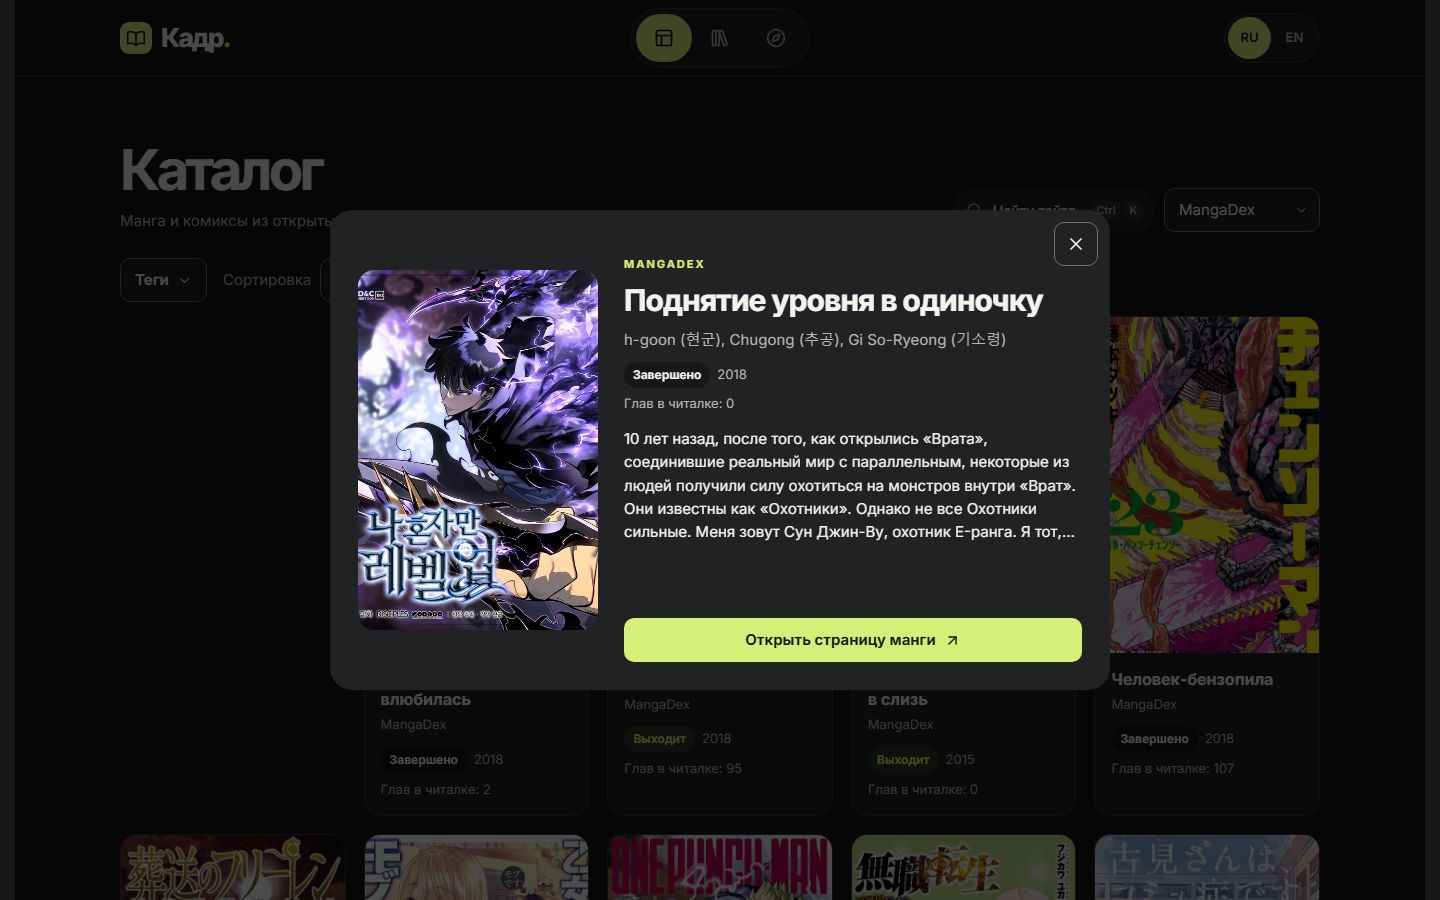 Кадр.
RU
EN
Каталог
Манга и комиксы из открыты
Ctrl K
MangaDex
Теги
Сортировка
MANGADEX
Поднятие уровня в одиночку
h-goon (현군), Chugong (추공), Gi So-Ryeong (기소령)
Завершено 2018
Глав в читалке: 0
10 лет назад, после того, как открылись «Врата»,
соединившие реальный мир с параллельным, некоторые из
людей получили силу охотиться на монстров внутри «Врат».
Они известны как «Охотники». Однако не все Охотники
сильные. Меня зовут Сун Джин-Ву, охотник Е-ранга. Я тот,...
Открыть страницу манги
D&C
나 혼자만
레벨업
チェンソーマン
23
влюбилась
MangaDex
Завершено 2018
Глав в читалке: 2
MangaDex
Выходит 2018
Глав в читалке: 95
в слизь
MangaDex
Выходит 2015
Глав в читалке: 0
Человек-бензопила
MangaDex
Завершено 2018
Глав в читалке: 107
葬送のフリーレン
ONE PUNCH MAN
無職転生
古見さんは、